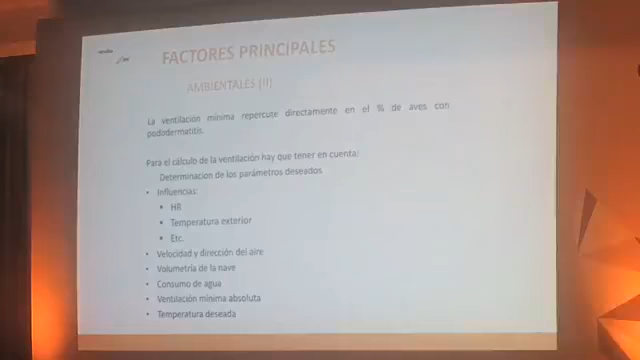 FACTORES PRINCIPALES
AMBIENTALES (II)
La ventilación mínima repercute directamente en el % de aves con
pododermatitis.
Para el cálculo de la ventilación hay que tener en cuenta:
Determinacion de los parámetros deseados
• Influencias:
• HR
• Temperatura exterior
• Etc.
• Velocidad y dirección del aire
• Volumetría de la nave
• Consumo de agua
• Ventilación mínima absoluta
• Temperatura deseada